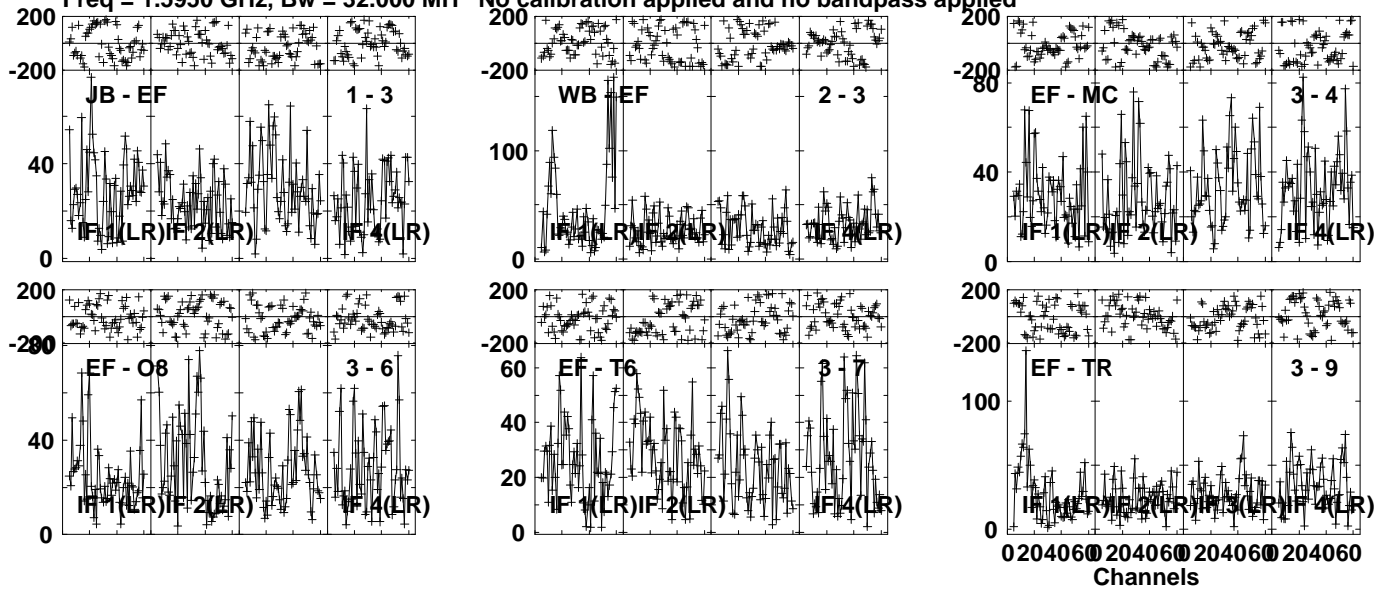 Freq = 1.5950 GHz, Bw = 32.000 MH No calibration applied and no bandpass applied
200 200 200
-200 -200 -200
JB - EF 1 - 3 WB - EF 2 - 3 EF - MC 3 - 4
80
100
40 40
IF 1(LR) IF 2(LR) IF 4(LR) IF 1(LR) IF 2(LR) IF 4(LR) IF 1(LR) IF 2(LR) IF 4(LR)
0 0 0
200 200 200
-200 -200 -200
80
EF - O8 3 - 6 EF - T6 3 - 7 EF - TR 3 - 9
60
100
40 40
20
IF 1(LR) IF 2(LR) IF 4(LR) IF 1(LR) IF 2(LR) IF 4(LR) IF 1(LR) IF 2(LR) IF 3(LR) IF 4(LR)
0 0 0
0 20 40 60 0 20 40 60 0 20 40 60 0 20 40 60
Channels